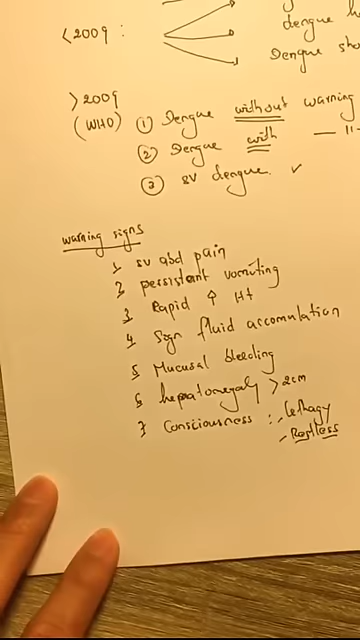 <2009 :
dengue
Dengue sho
>2009
(WHO) ① Dengue without warning
② Dengue with — 11
③ sv dengue. ✓
warning signs
1 sv abd pain
2 persistant vomiting
3 Rapid ↑ Ht
4 Sign fluid accomulation
5 Mucusal bleeding
6 hepatomegaly > 2cm
7 Consciousness : - Lethagy
- Restless